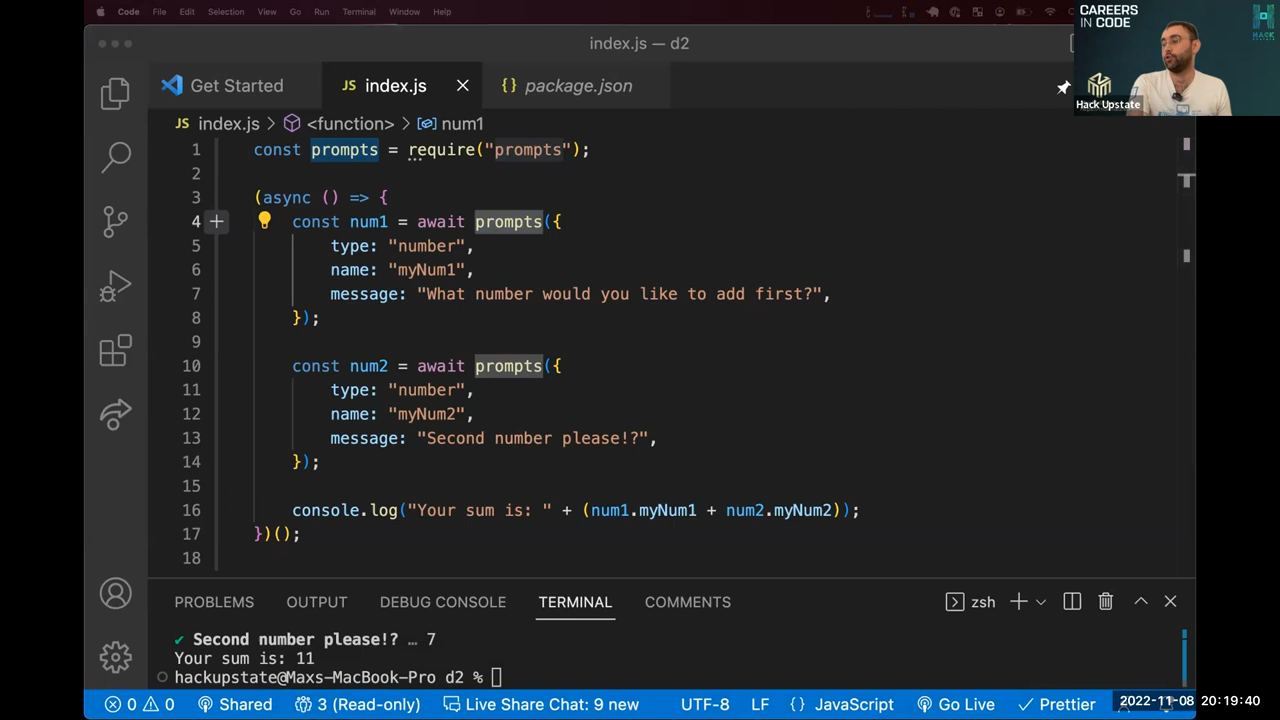 Code File Edit Selection View Go Run Terminal Window Help
index.js — d2
CAREERS
IN CODE
HACK
UPSTATE
Hack Upstate
Get Started
JS index.js
{} package.json
JS index.js > <function> > num1
1 const prompts = require("prompts");
2
3 (async () => {
4 const num1 = await prompts({
5 type: "number",
6 name: "myNum1",
7 message: "What number would you like to add first?",
8 });
9
10 const num2 = await prompts({
11 type: "number",
12 name: "myNum2",
13 message: "Second number please!?",
14 });
15
16 console.log("Your sum is: " + (num1.myNum1 + num2.myNum2));
17 })();
18
PROBLEMS OUTPUT DEBUG CONSOLE TERMINAL COMMENTS zsh
✔ Second number please!? … 7
Your sum is: 11
hackupstate@Maxs-MacBook-Pro d2 %
0 0 Shared 3 (Read-only) Live Share Chat: 9 new UTF-8 LF {} JavaScript Go Live Prettier
2022-11-08 20:19:40